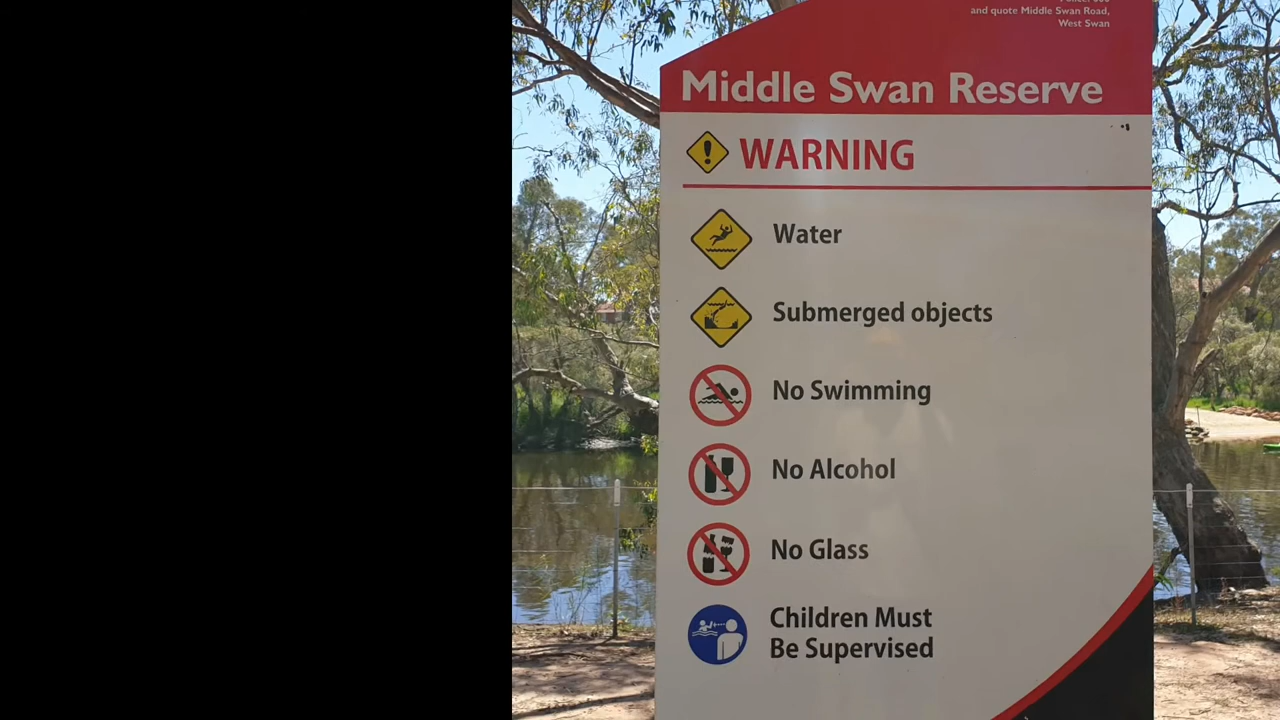 and quote Middle Swan Road,
West Swan
Middle Swan Reserve
WARNING
Water
Submerged objects
No Swimming
No Alcohol
No Glass
Children Must
Be Supervised